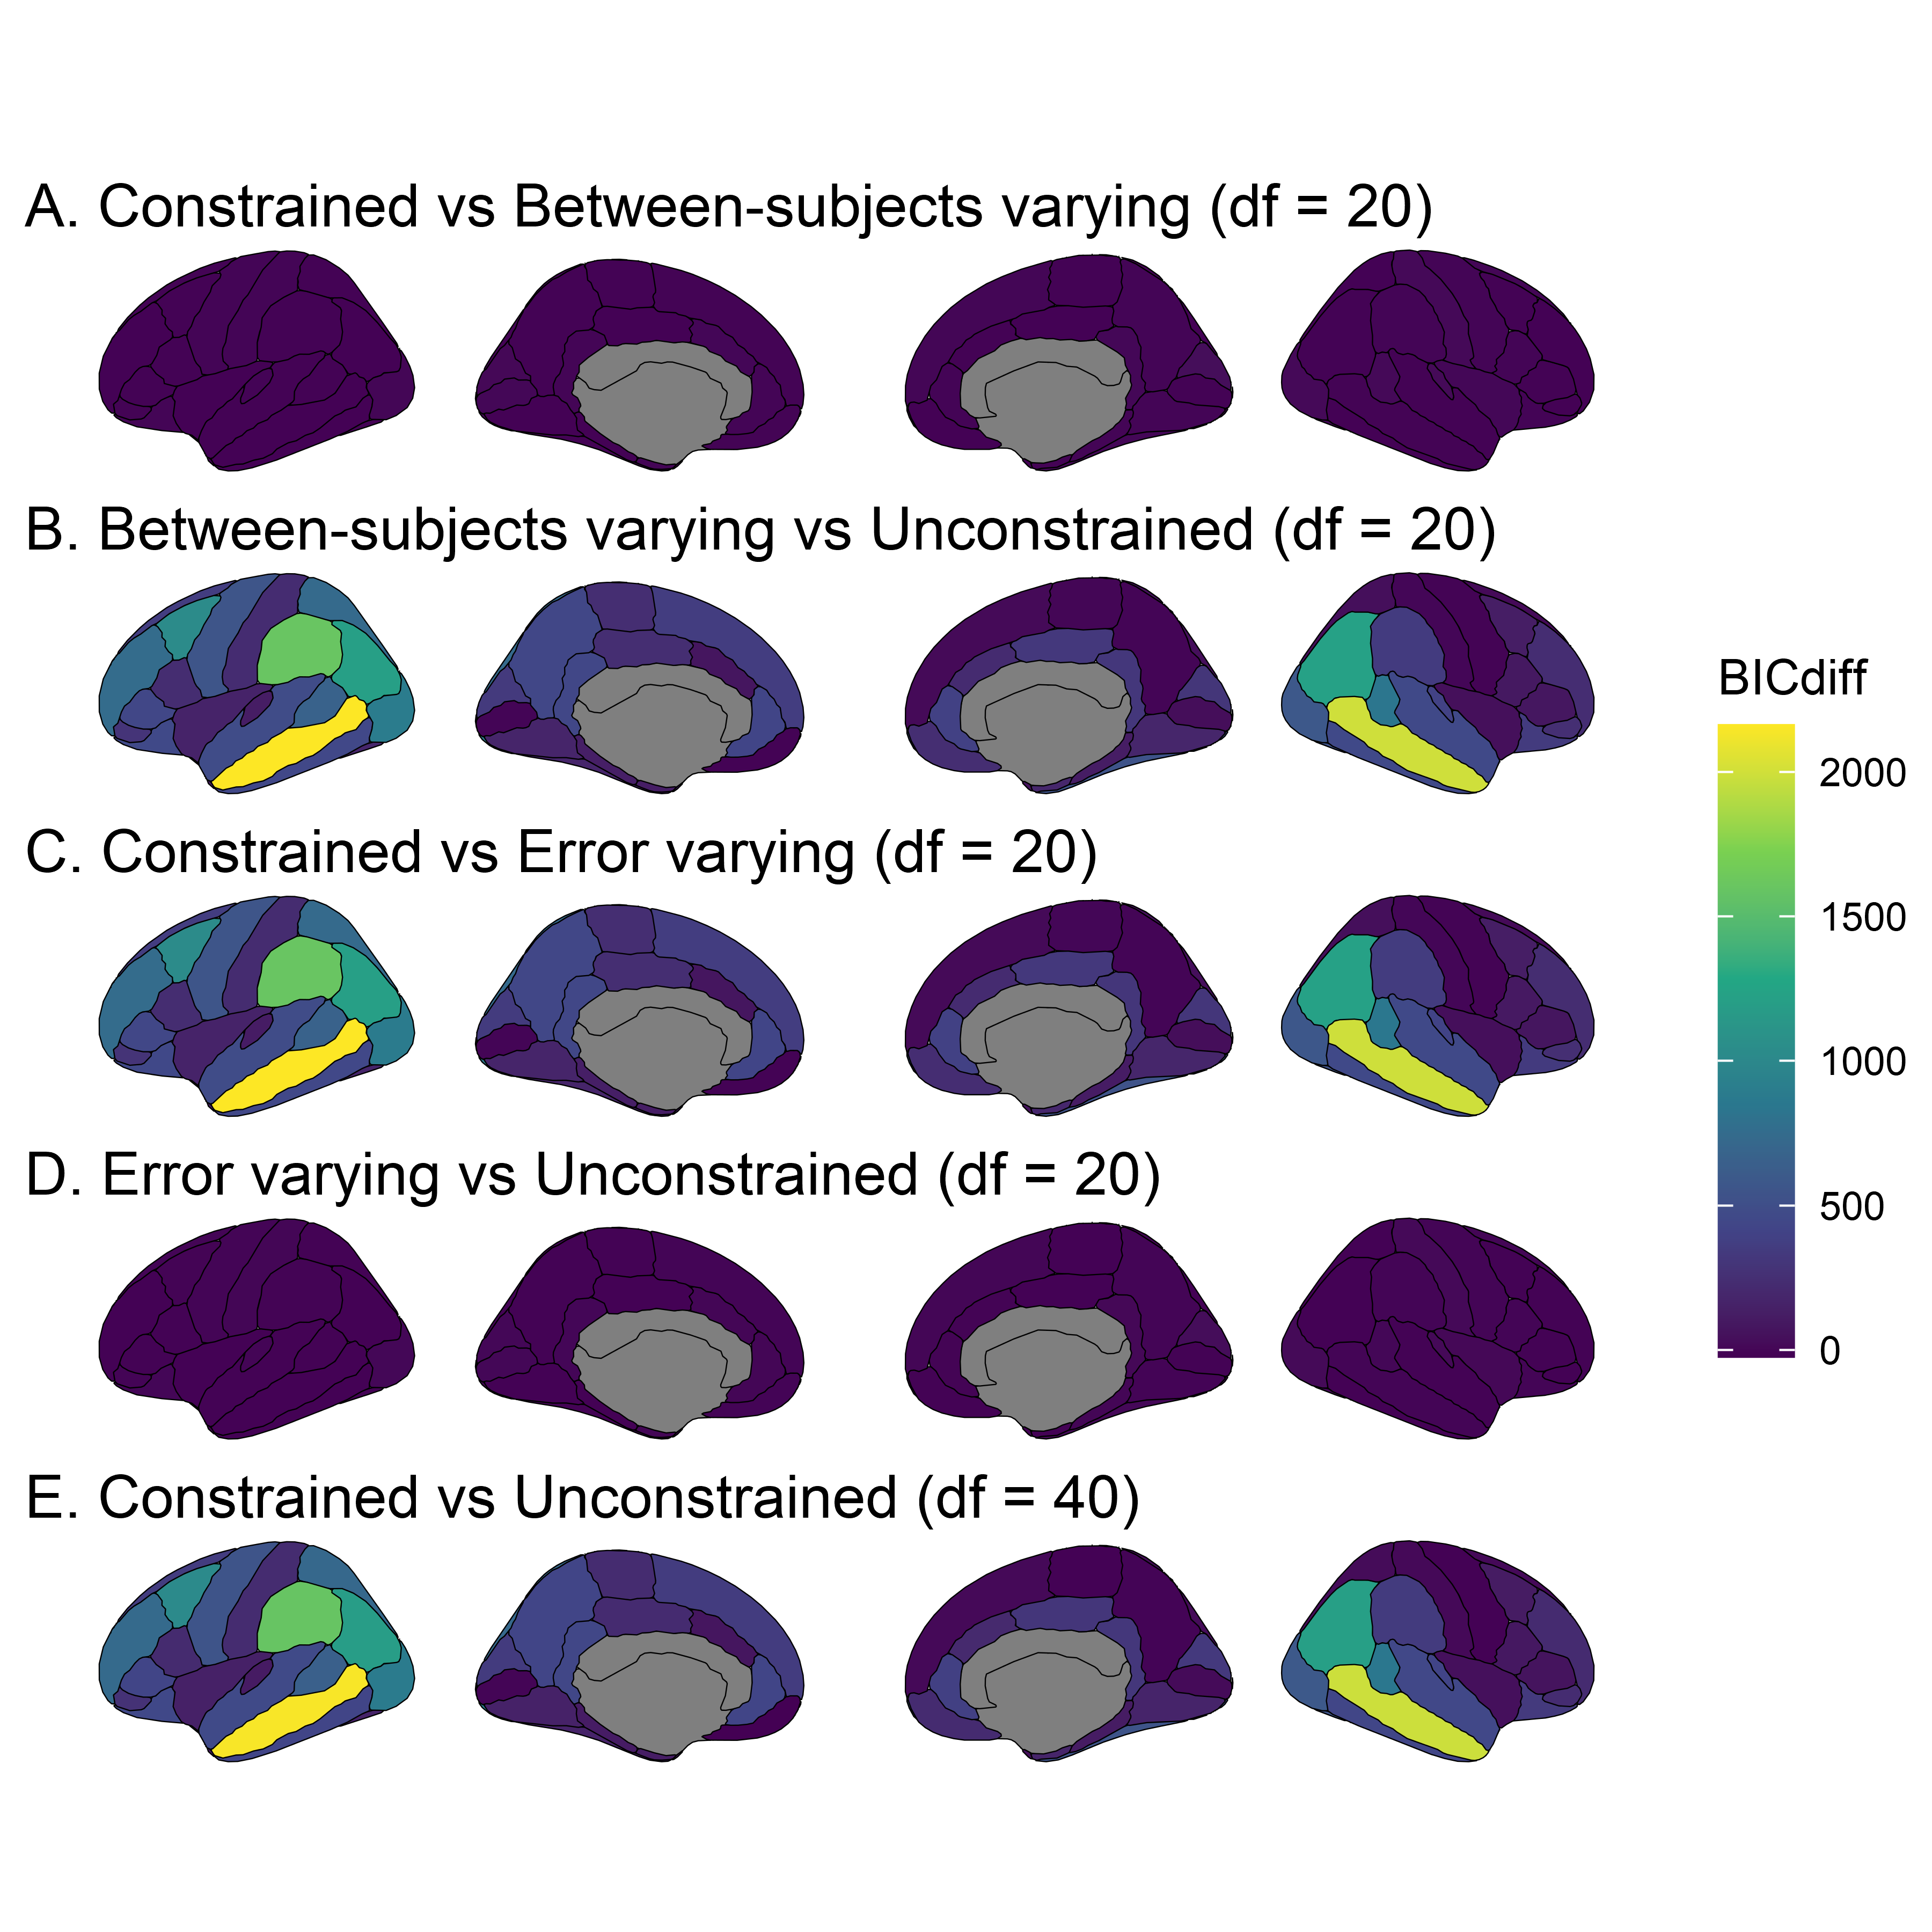 A. Constrained vs Between-subjects varying (df = 20)
B. Between-subjects varying vs Unconstrained (df = 20)
C. Constrained vs Error varying (df = 20)
D. Error varying vs Unconstrained (df = 20)
E. Constrained vs Unconstrained (df = 40)
BICdiff
2000
1500
1000
500
0